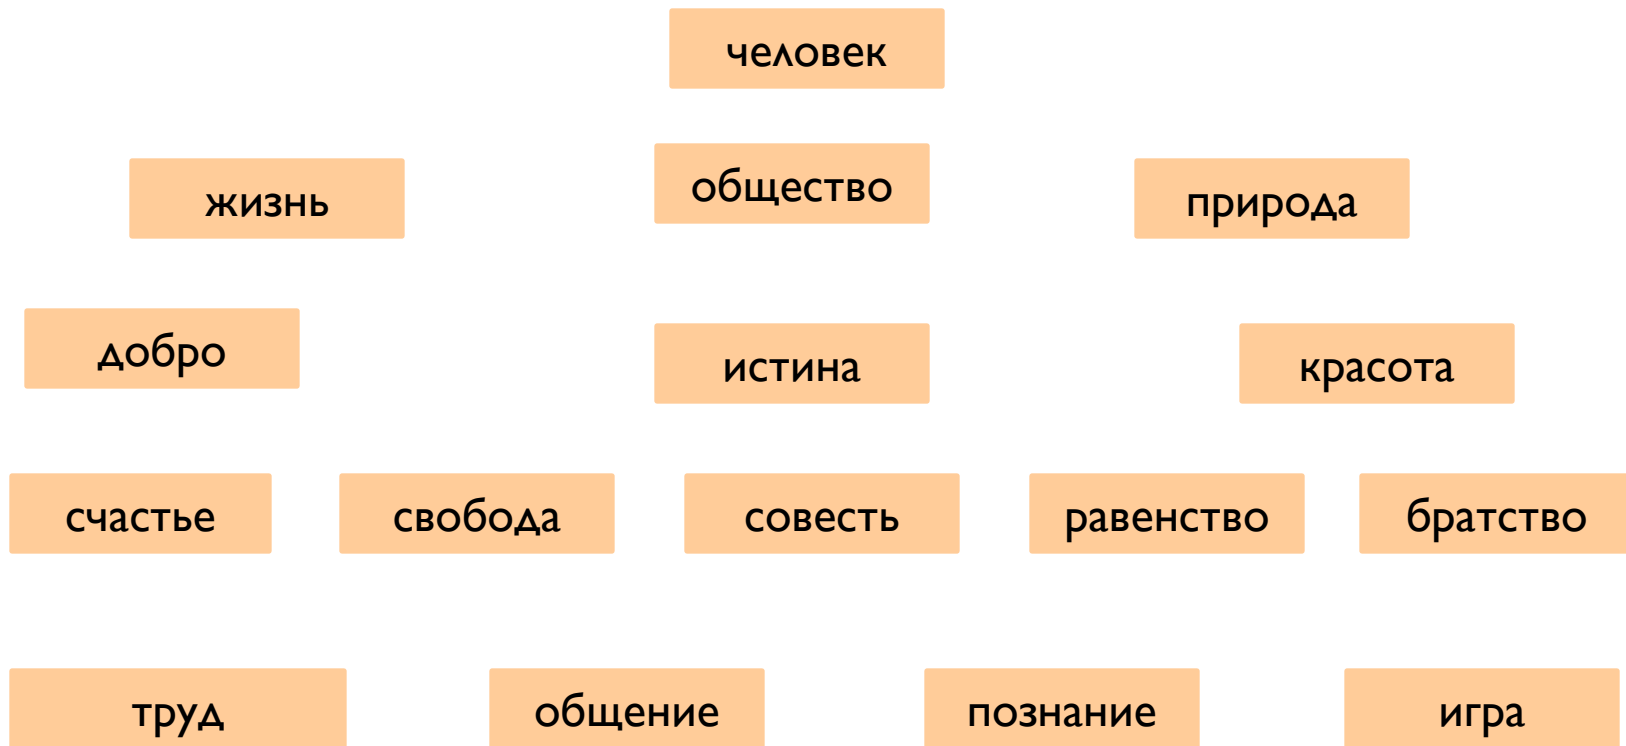 человек
жизнь общество природа
добро истина красота
счастье свобода совесть равенство братство
труд общение познание игра